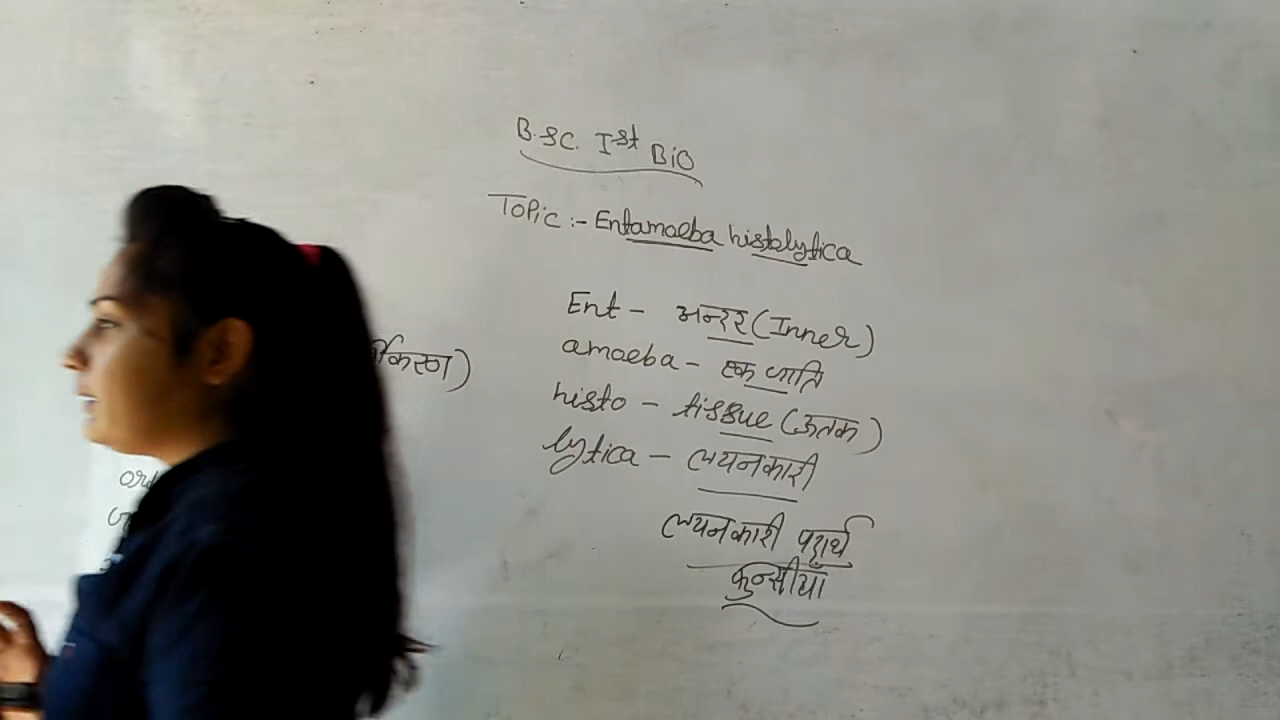 B.Sc. Ist Bio
Topic :- Entamoeba histolytica
Ent - अन्दर (Inner)
amoeba - एक जाति
histo - tissue (ऊतक)
lytica - लयनकारी
लयनकारी पदार्थ
कुन्सीयाँ
किरण)